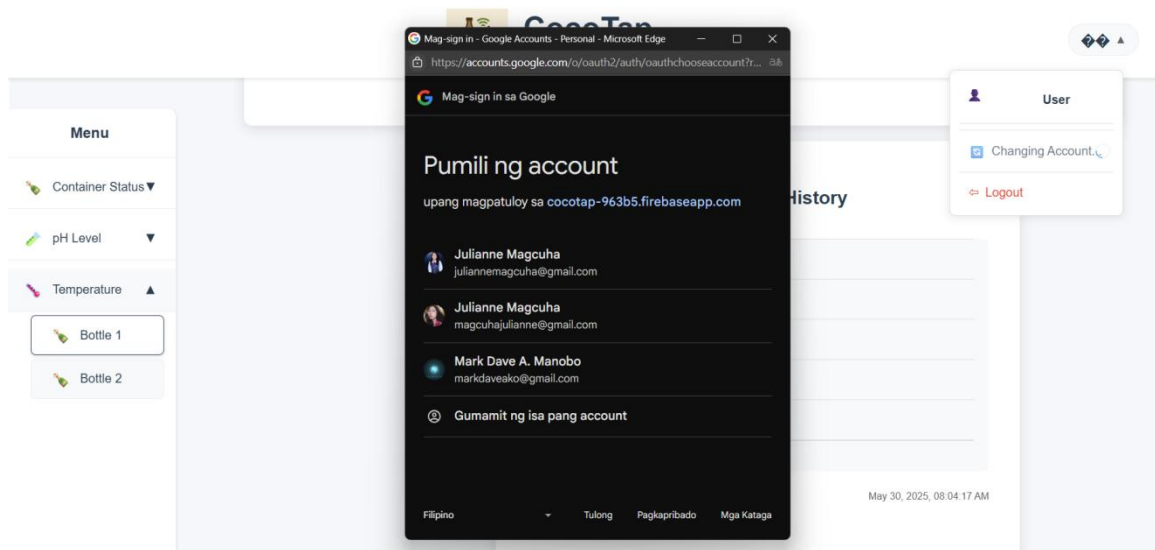 CocoTap
Mag-sign in - Google Accounts - Personal - Microsoft Edge
https://accounts.google.com/o/oauth2/auth/oauthchooseaccount?r...
Mag-sign in sa Google
Pumili ng account
upang magpatuloy sa cocotap-963b5.firebaseapp.com
Julianne Magcuha
juliannemagcuha@gmail.com
Julianne Magcuha
magcuhajulianne@gmail.com
Mark Dave A. Manobo
markdaveako@gmail.com
Gumamit ng isa pang account
Filipino
Tulong
Pagkapribado
Mga Kataga
Menu
Container Status▼
pH Level ▼
Temperature ▲
Bottle 1
Bottle 2
History
May 30, 2025, 08:04:17 AM
�� ▲
User
Changing Account...
Logout